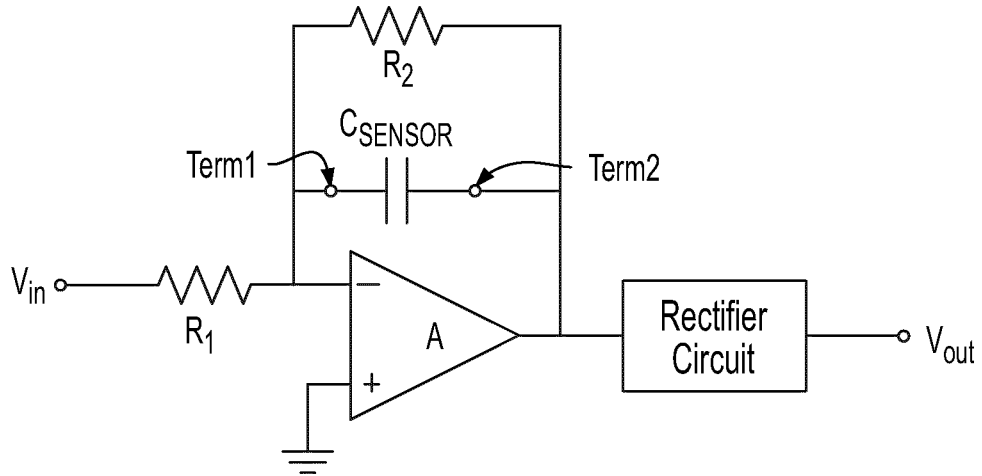 R2
CSENSOR
Term1
Term2
Vin
R1
−
A
+
Rectifier
Circuit
Vout